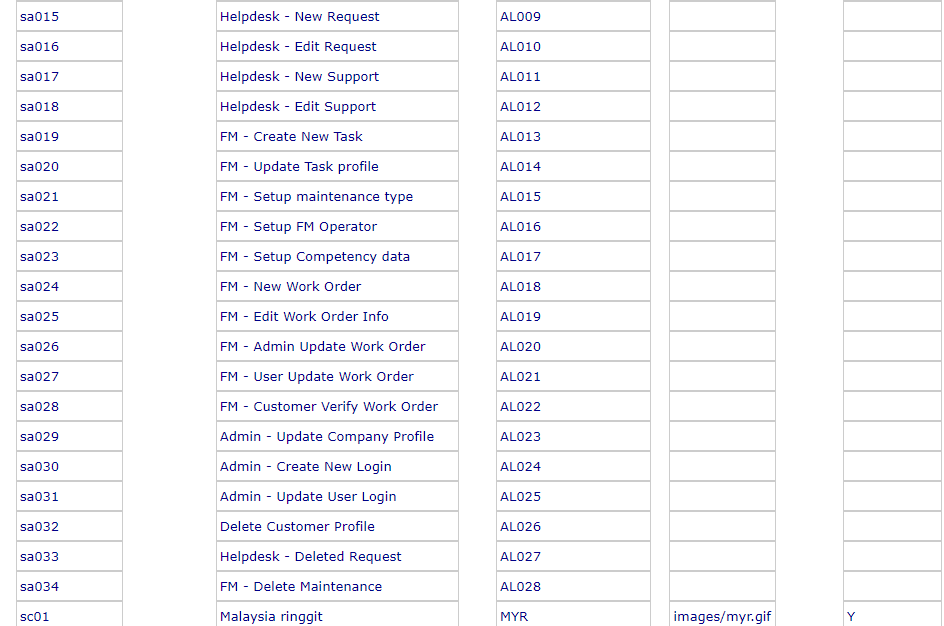 sa015 Helpdesk - New Request AL009
sa016 Helpdesk - Edit Request AL010
sa017 Helpdesk - New Support AL011
sa018 Helpdesk - Edit Support AL012
sa019 FM - Create New Task AL013
sa020 FM - Update Task profile AL014
sa021 FM - Setup maintenance type AL015
sa022 FM - Setup FM Operator AL016
sa023 FM - Setup Competency data AL017
sa024 FM - New Work Order AL018
sa025 FM - Edit Work Order Info AL019
sa026 FM - Admin Update Work Order AL020
sa027 FM - User Update Work Order AL021
sa028 FM - Customer Verify Work Order AL022
sa029 Admin - Update Company Profile AL023
sa030 Admin - Create New Login AL024
sa031 Admin - Update User Login AL025
sa032 Delete Customer Profile AL026
sa033 Helpdesk - Deleted Request AL027
sa034 FM - Delete Maintenance AL028
sc01 Malaysia ringgit MYR images/myr.gif Y